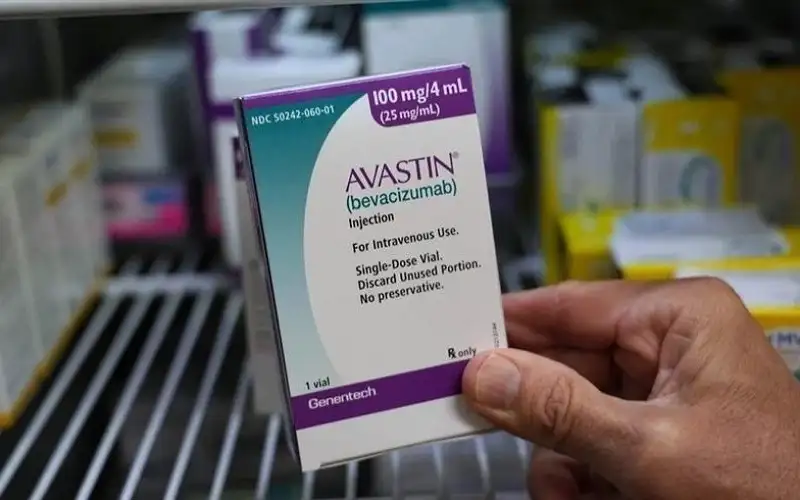 NDC 50242-060-01
100 mg/4 mL
(25 mg/mL)
AVASTIN®
(bevacizumab)
Injection
For Intravenous Use.
Single-Dose Vial.
Discard Unused Portion.
No preservative.
1 vial
Rx only
Genentech